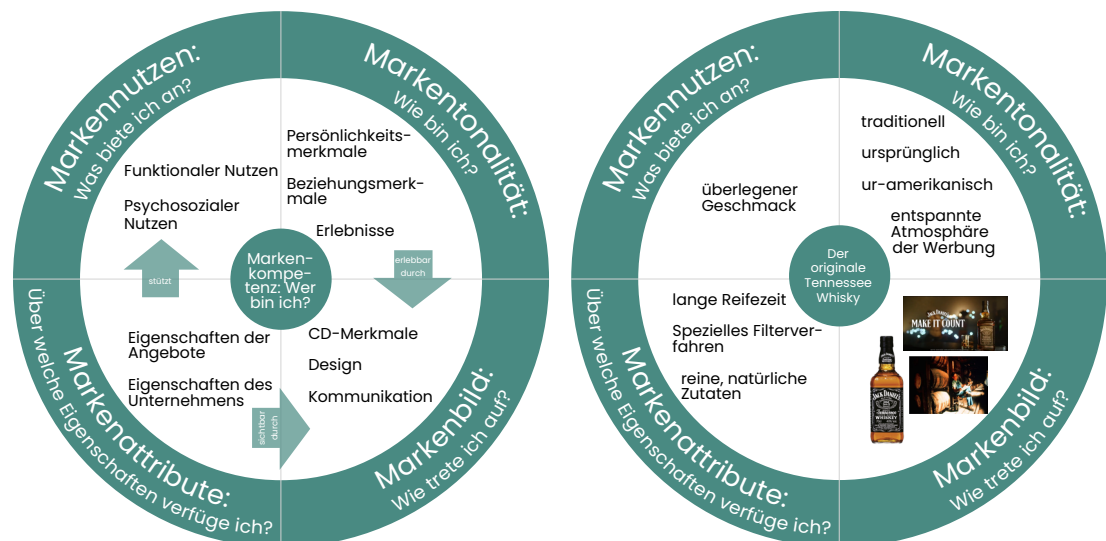 Markennutzen:
Was biete ich an?
Markentonalität:
Wie bin ich?
Funktionaler Nutzen
Psychosozialer
Nutzen
stützt
Persönlichkeits-
merkmale
Beziehungsmerk-
male
Erlebnisse
erlebbar
durch
Marken-
kompe-
tenz: Wer
bin ich?
Eigenschaften der
Angebote
Eigenschaften des
Unternehmens
sichtbar
durch
CD-Merkmale
Design
Kommunikation
Markenattribute:
Über welche Eigenschaften verfüge ich?
Markenbild:
Wie trete ich auf?
Markennutzen:
Was biete ich an?
Markentonalität:
Wie bin ich?
überlegener
Geschmack
traditionell
ursprünglich
ur-amerikanisch
entspannte
Atmosphäre
der Werbung
Der
originale
Tennessee
Whisky
lange Reifezeit
Spezielles Filterver-
fahren
reine, natürliche
Zutaten
JACK DANIEL'S
MAKE IT COUNT
JACK DANIEL'S
WHISKEY
Markenattribute:
Über welche Eigenschaften verfüge ich?
Markenbild:
Wie trete ich auf?